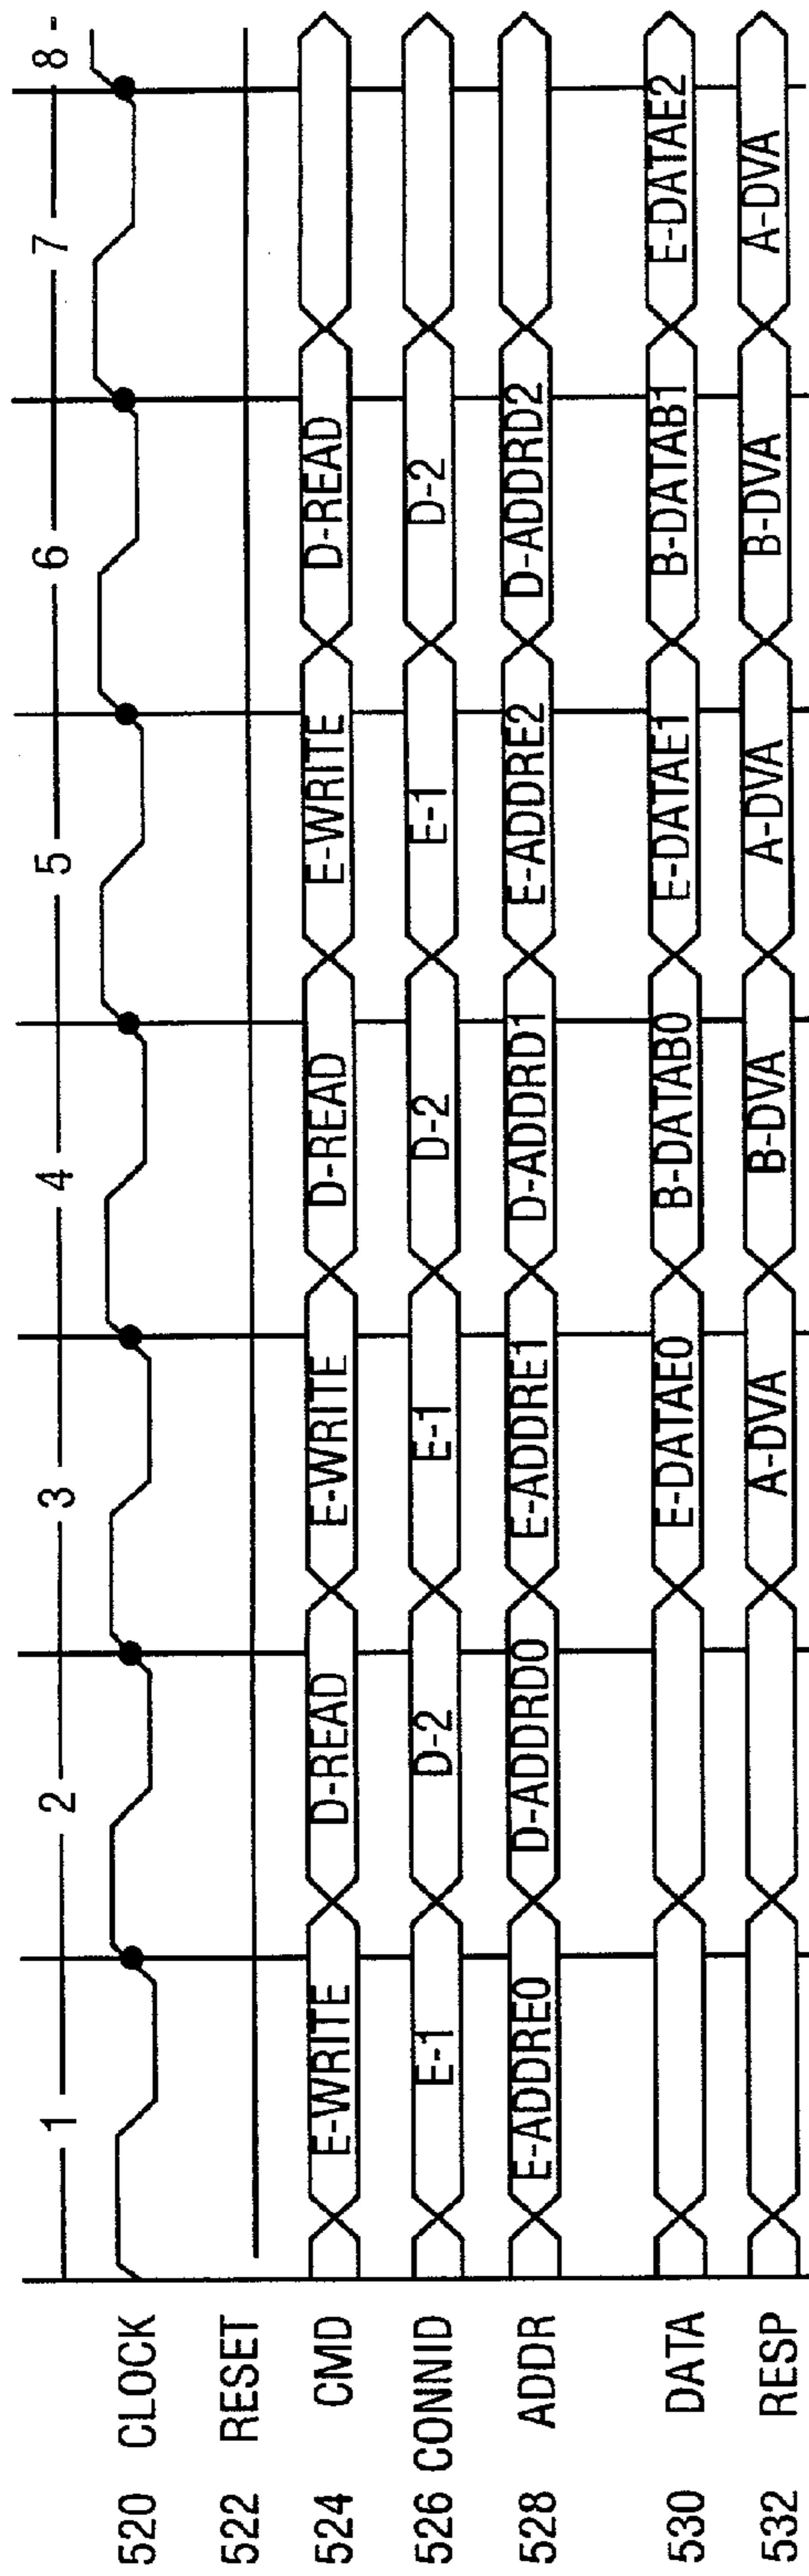 1 2 3 4 5 6 7 8
520 CLOCK
522 RESET
524 CMD E-WRITE D-READ E-WRITE D-READ E-WRITE D-READ
526 CONNID E-1 D-2 E-1 D-2 E-1 D-2
528 ADDR E-ADDRE0 D-ADDRD0 E-ADDRE1 D-ADDRD1 E-ADDRE2 D-ADDRD2
530 DATA E-DATAE0 B-DATAB0 E-DATAE1 B-DATAB1 E-DATAE2
532 RESP A-DVA B-DVA A-DVA B-DVA A-DVA